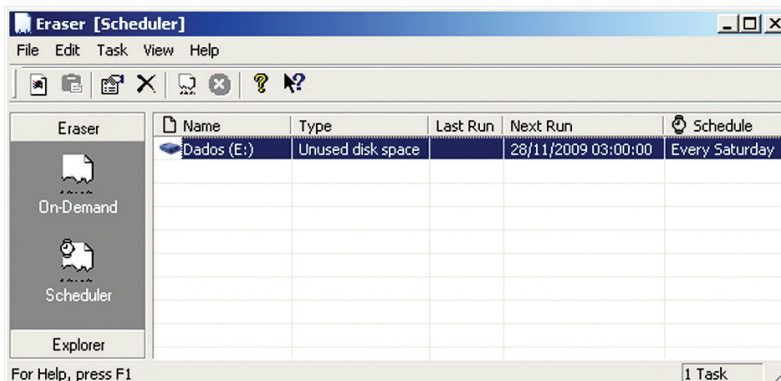 Eraser [Scheduler]
File Edit Task View Help
Eraser
Name Type Last Run Next Run Schedule
Dados (E:) Unused disk space 28/11/2009 03:00:00 Every Saturday
On-Demand
Scheduler
Explorer
For Help, press F1 1 Task